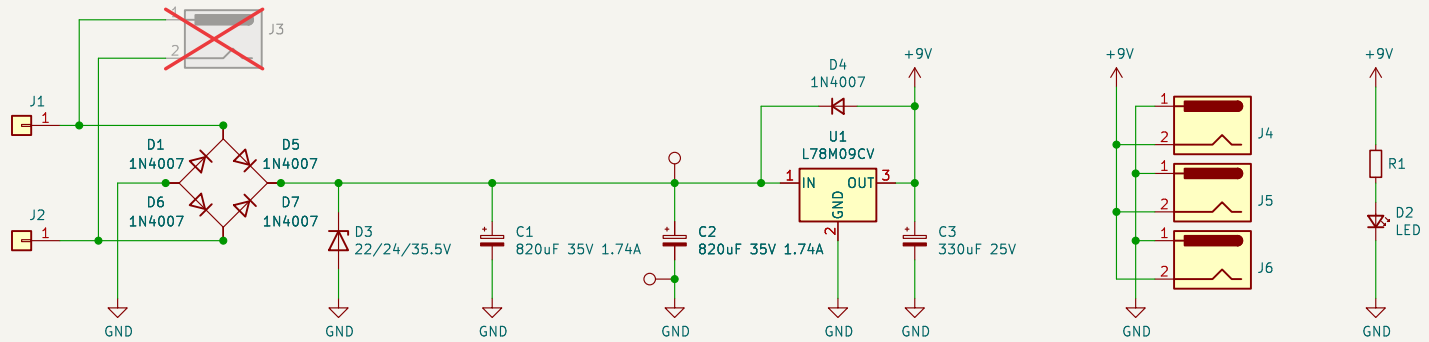 1
2
J3
J1
1
J2
1
D1
1N4007
D5
1N4007
D6
1N4007
D7
1N4007
GND
D3
22/24/35.5V
GND
C1
820uF 35V 1.74A
GND
C2
820uF 35V 1.74A
GND
D4
1N4007
U1
L78M09CV
1
IN
OUT
3
GND
2
GND
+9V
C3
330uF 25V
GND
+9V
1
2
J4
1
2
J5
1
2
J6
GND
+9V
R1
D2
LED
GND